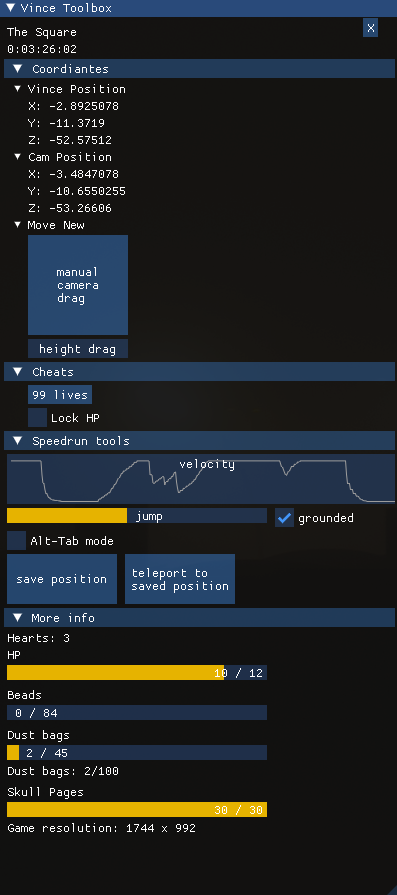 Vince Toolbox
The Square
X
0:03:26:02
Coordiantes
Vince Position
X: -2.8925078
Y: -11.3719
Z: -52.57512
Cam Position
X: -3.4847078
Y: -10.6550255
Z: -53.26606
Move New
manual
camera
drag
height drag
Cheats
99 lives
Lock HP
Speedrun tools
velocity
jump
grounded
Alt-Tab mode
save position
teleport to
saved position
More info
Hearts: 3
HP
10 / 12
Beads
0 / 84
Dust bags
2 / 45
Dust bags: 2/100
Skull Pages
30 / 30
Game resolution: 1744 x 992